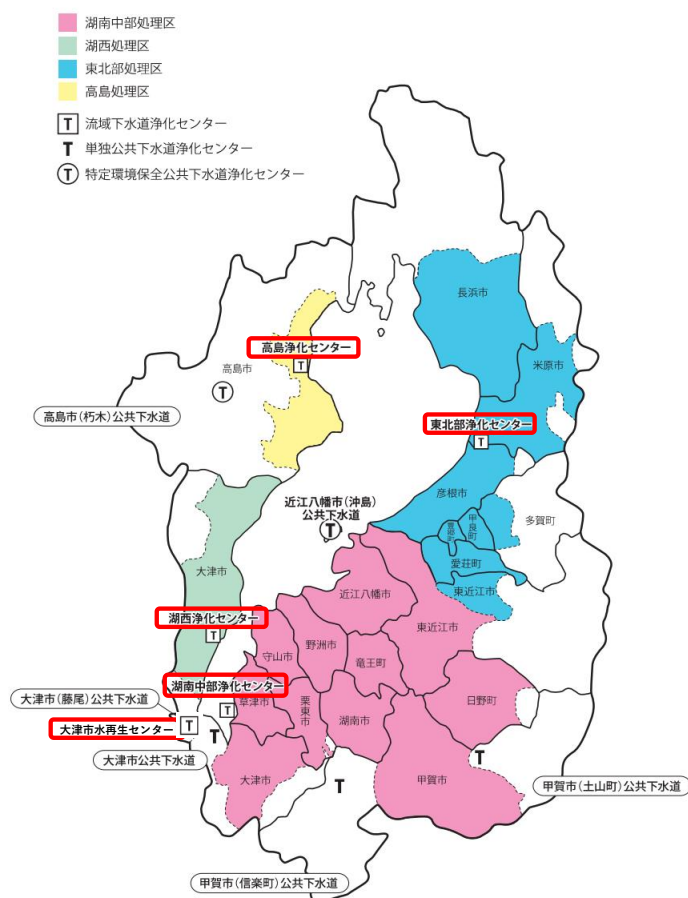 湖南中部処理区
湖西処理区
東北部処理区
高島処理区
T 流域下水道浄化センター
T 単独公共下水道浄化センター
T 特定環境保全公共下水道浄化センター
長浜市
高島浄化センター
T
高島市
T
米原市
高島市(朽木)公共下水道
東北部浄化センター
T
彦根市
近江八幡市(沖島)
公共下水道
T
甲良町
豊郷町
多賀町
愛荘町
大津市
東近江市
近江八幡市
湖西浄化センター
T
東近江市
守山市
野洲市
竜王町
湖南中部浄化センター
草津市
T
栗東市
日野町
大津市(藤尾)公共下水道
湖南市
大津市水再生センター
T
T
大津市公共下水道
T
大津市
T
甲賀市
甲賀市(土山町)公共下水道
甲賀市(信楽町)公共下水道